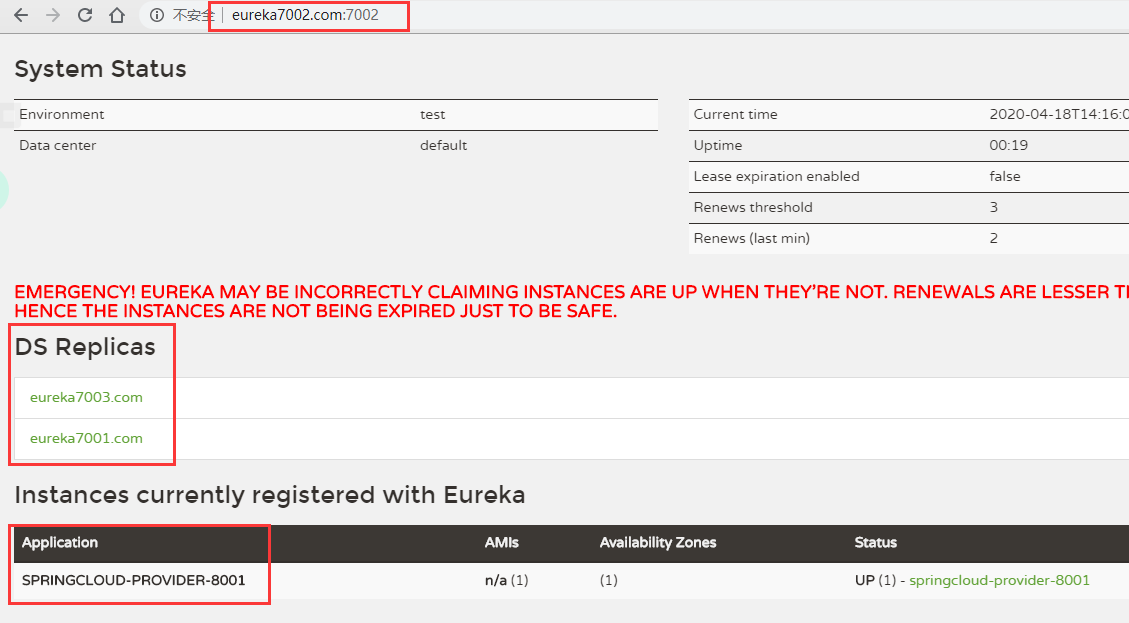 不安全 eureka7002.com:7002
System Status
Environment test
Data center default
Current time 2020-04-18T14:16:0
Uptime 00:19
Lease expiration enabled false
Renews threshold 3
Renews (last min) 2
EMERGENCY! EUREKA MAY BE INCORRECTLY CLAIMING INSTANCES ARE UP WHEN THEY'RE NOT. RENEWALS ARE LESSER
HENCE THE INSTANCES ARE NOT BEING EXPIRED JUST TO BE SAFE.
DS Replicas
eureka7003.com
eureka7001.com
Instances currently registered with Eureka
Application AMIs Availability Zones Status
SPRINGCLOUD-PROVIDER-8001 n/a (1) (1) UP (1) - springcloud-provider-8001